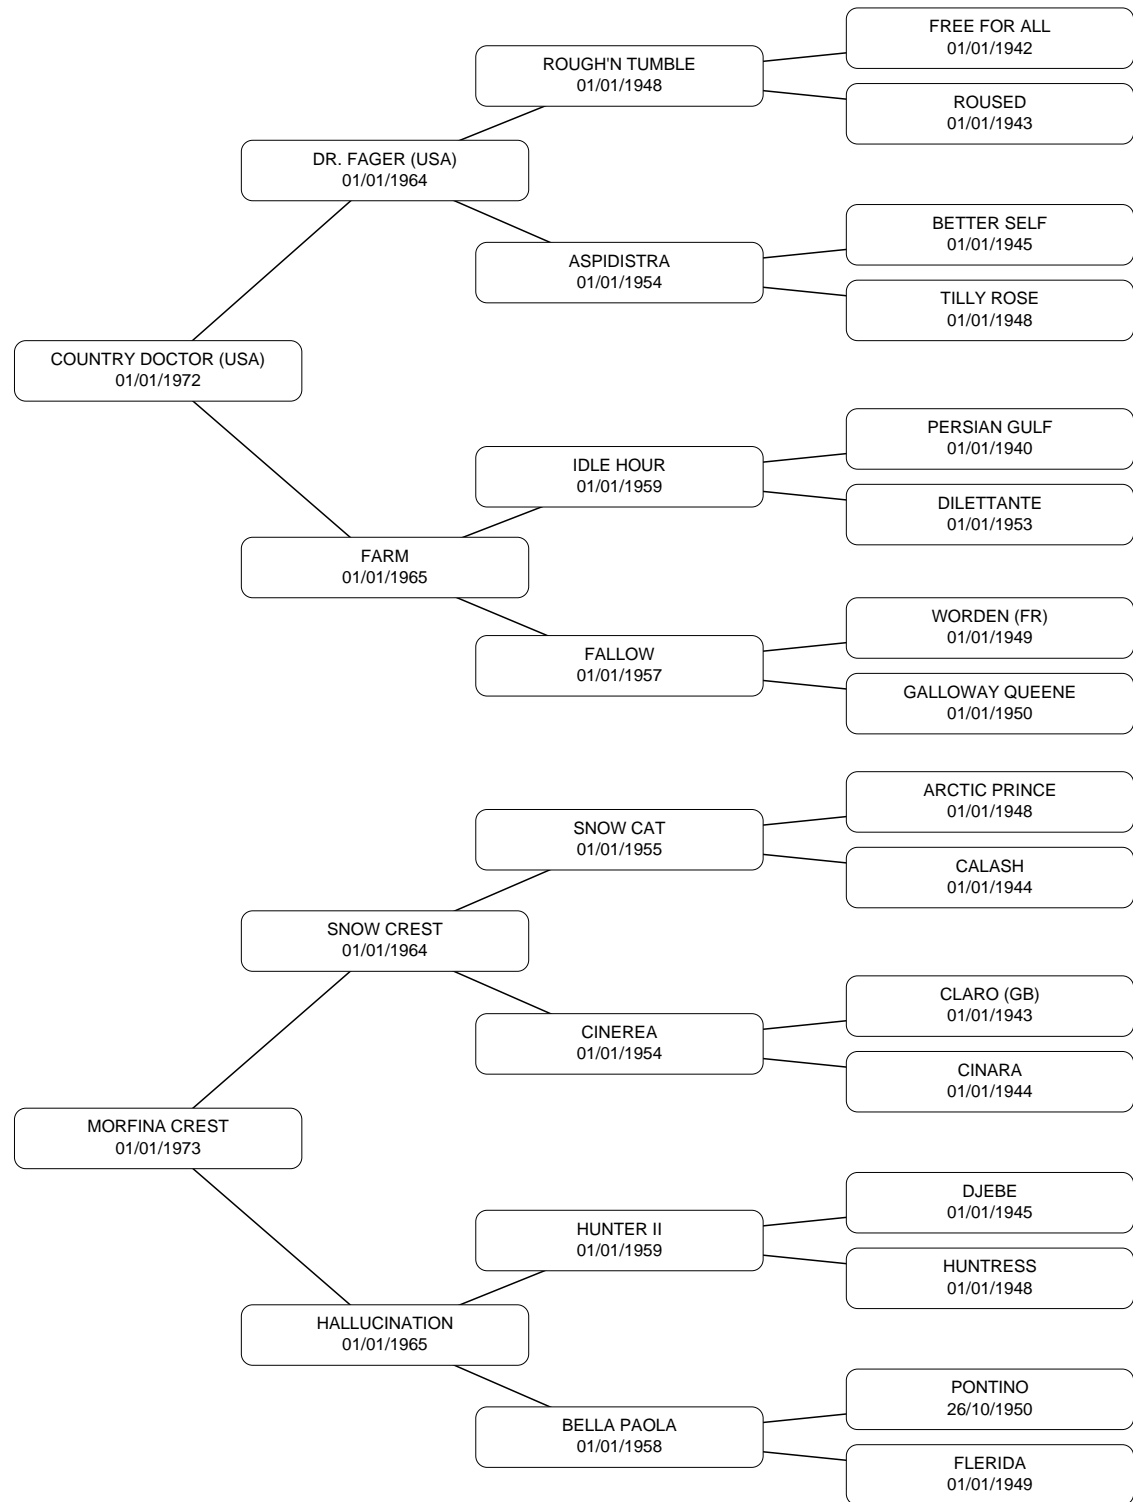 FREE FOR ALL
01/01/1942
ROUGH'N TUMBLE
01/01/1948
ROUSED
01/01/1943
DR. FAGER (USA)
01/01/1964
BETTER SELF
01/01/1945
ASPIDISTRA
01/01/1954
TILLY ROSE
01/01/1948
COUNTRY DOCTOR (USA)
01/01/1972
PERSIAN GULF
01/01/1940
IDLE HOUR
01/01/1959
DILETTANTE
01/01/1953
FARM
01/01/1965
WORDEN (FR)
01/01/1949
FALLOW
01/01/1957
GALLOWAY QUEENE
01/01/1950
ARCTIC PRINCE
01/01/1948
SNOW CAT
01/01/1955
CALASH
01/01/1944
SNOW CREST
01/01/1964
CLARO (GB)
01/01/1943
CINEREA
01/01/1954
CINARA
01/01/1944
MORFINA CREST
01/01/1973
DJEBE
01/01/1945
HUNTER II
01/01/1959
HUNTRESS
01/01/1948
HALLUCINATION
01/01/1965
PONTINO
26/10/1950
BELLA PAOLA
01/01/1958
FLERIDA
01/01/1949